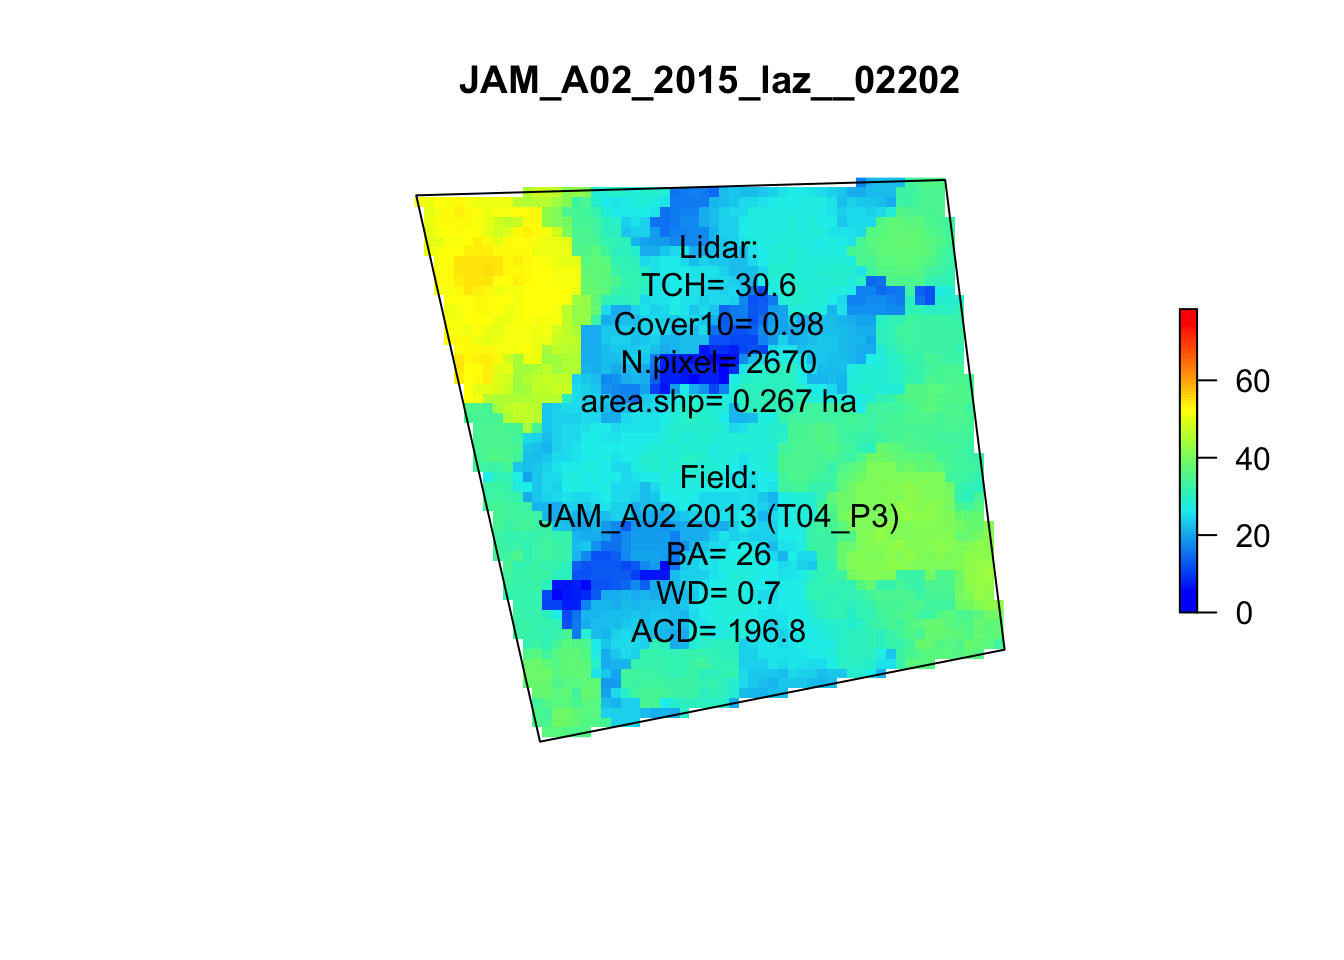 JAM_A02_2015_laz__02202
Lidar:
TCH= 30.6
Cover10= 0.98
N.pixel= 2670
area.shp= 0.267 ha
Field:
JAM_A02 2013 (T04_P3)
BA= 26
WD= 0.7
ACD= 196.8
60
40
20
0